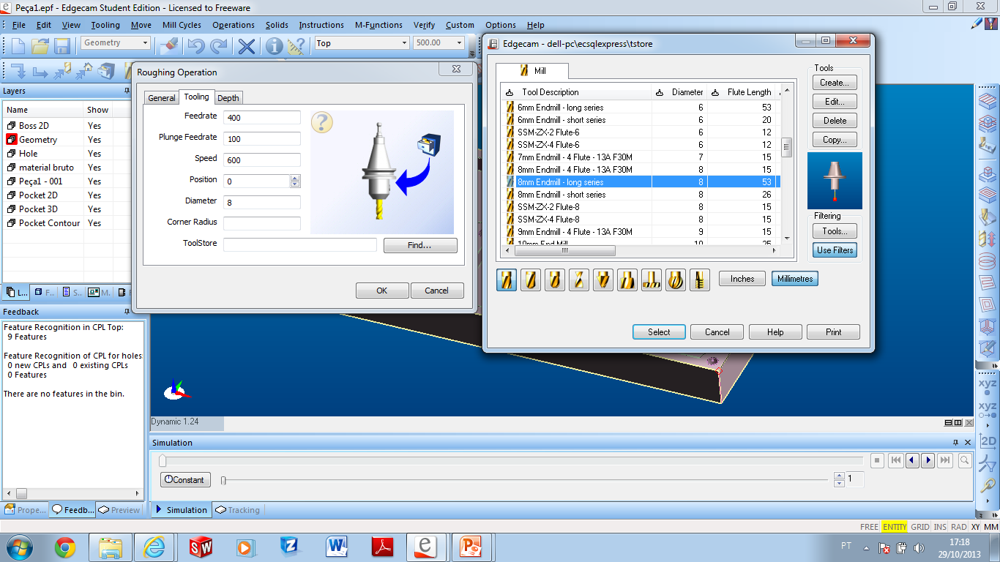 Peça1.epf - Edgecam Student Edition - Licensed to Freeware
File Edit View Tooling Move Mill Cycles Operations Solids Instructions M-Functions Verify Custom Options Help
Geometry Top 500.00
Layers
Name Show
Boss 2D Yes
Geometry Yes
Hole Yes
material bruto Yes
Peça1 - 001 Yes
Pocket 2D Yes
Pocket 3D Yes
Pocket Contour Yes
L... F.. S.. M.
Feedback
Feature Recognition in CPL Top:
9 Features
Feature Recognition of CPL for holes
0 new CPLs and 0 existing CPLs
0 Features
There are no features in the bin.
Prope... Feedb... Preview
Roughing Operation
General Tooling Depth
Feedrate 400
Plunge Feedrate 100
Speed 600
Position 0
Diameter 8
Corner Radius
ToolStore Find...
OK Cancel
Edgecam - dell-pc\ecsqlexpress\tstore
Mill
Tool Description Diameter Flute Length
6mm Endmill - long series 6 53
6mm Endmill - short series 6 20
SSM-ZX-2 Flute-6 6 12
SSM-ZX-4 Flute-6 6 12
7mm Endmill - 4 Flute - 13A F30M 7 15
8mm Endmill - 4 Flute - 13A F30M 8 15
8mm Endmill - long series 8 53
8mm Endmill - short series 8 26
SSM-ZX-2 Flute-8 8 15
SSM-ZX-4 Flute-8 8 15
9mm Endmill - 4 Flute - 13A F30M 9 15
10mm End Mill 10 25
Tools
Create...
Edit...
Delete
Copy...
Filtering
Tools...
Use Filters
Inches Millimetres
Select Cancel Help Print
xyz
xyz
2D
Dynamic 1.24
Simulation
Constant 1
Simulation Tracking
FREE ENTITY GRID INS RAD XY MM
PT 17:18
29/10/2013